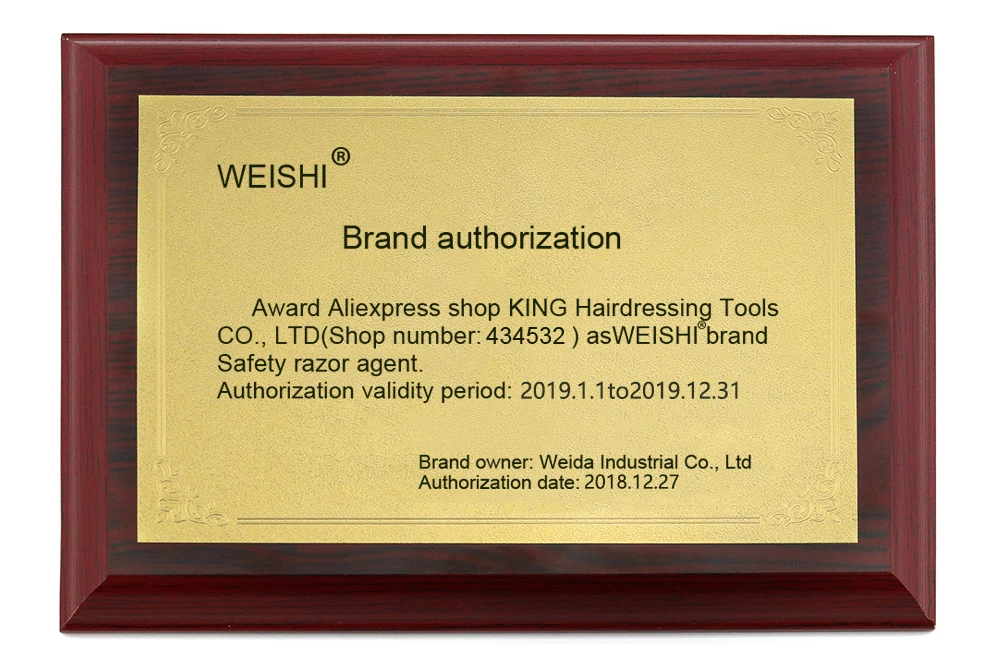 WEISHI®
Brand authorization
Award Aliexpress shop KING Hairdressing Tools
CO., LTD(Shop number: 434532 ) asWEISHI®brand
Safety razor agent.
Authorization validity period: 2019.1.1to2019.12.31
Brand owner: Weida Industrial Co., Ltd
Authorization date: 2018.12.27